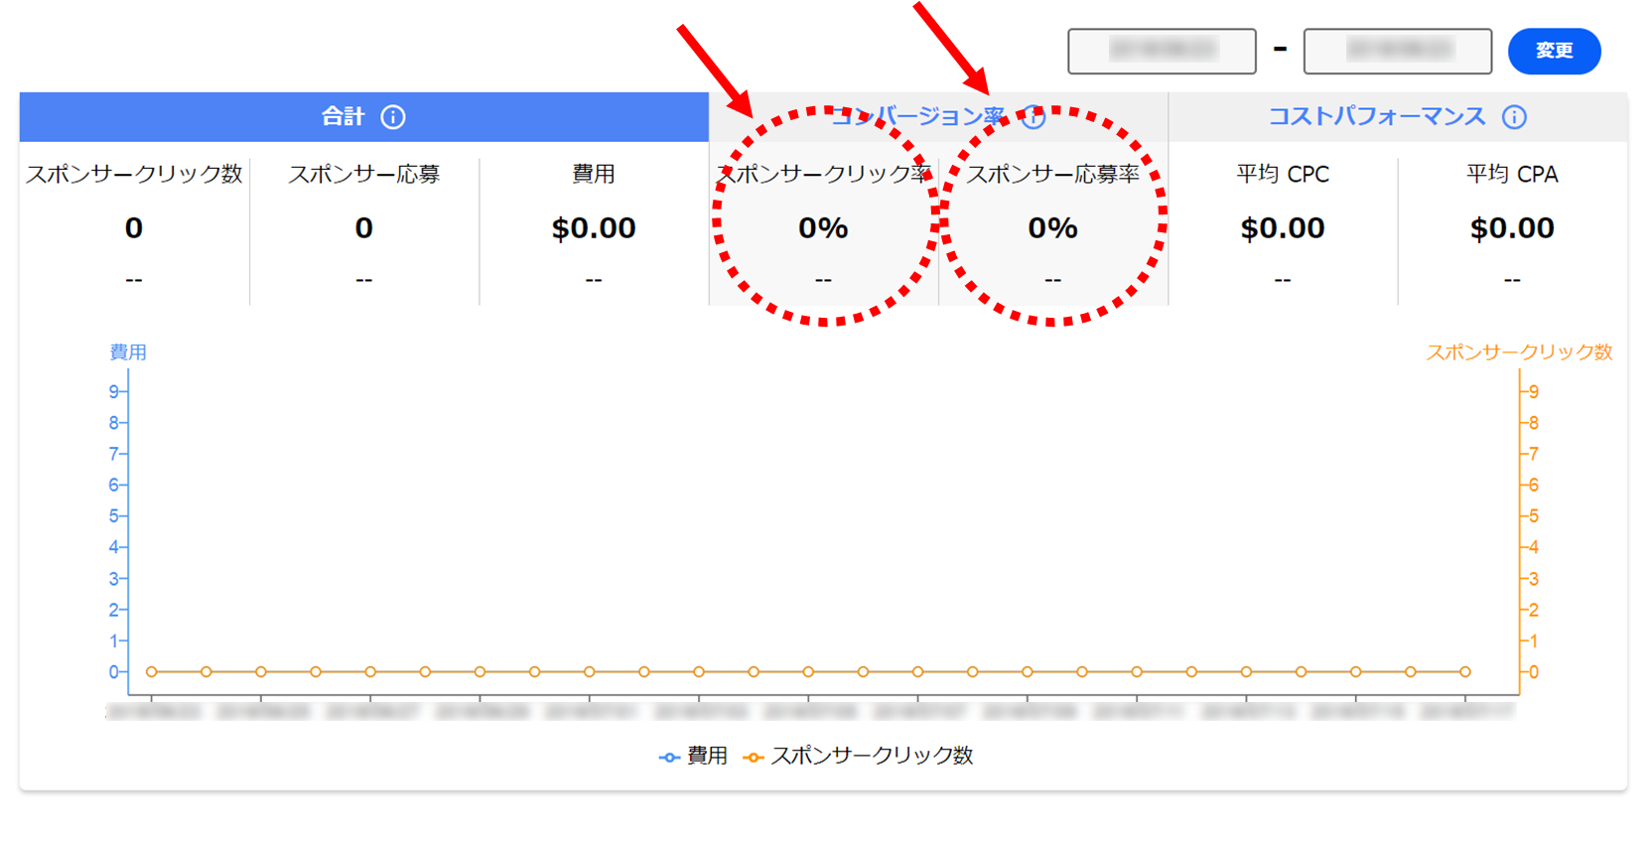 - 変更
合計 コンバージョン率 コストパフォーマンス
スポンサークリック数 スポンサー応募 費用 スポンサークリック率 スポンサー応募率 平均 CPC 平均 CPA
0 0 $0.00 0% 0% $0.00 $0.00
-- -- -- -- -- -- --
費用 スポンサークリック数
9 9
8 8
7 7
6 6
5 5
4 4
3 3
2 2
1 1
0 0
費用 スポンサークリック数